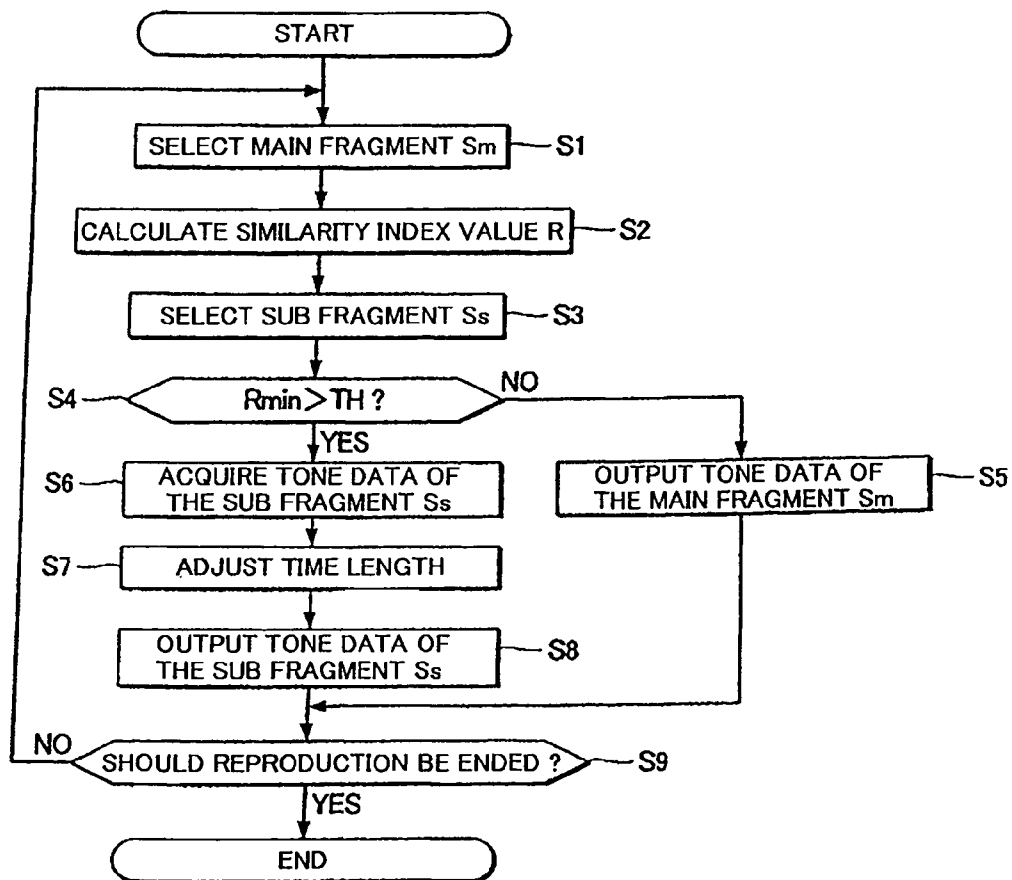 START
SELECT MAIN FRAGMENT Sm
S1
CALCULATE SIMILARITY INDEX VALUE R
S2
SELECT SUB FRAGMENT Ss
S3
S4
Rmin>TH ?
NO
YES
S6
ACQUIRE TONE DATA OF
THE SUB FRAGMENT Ss
OUTPUT TONE DATA OF
THE MAIN FRAGMENT Sm
S5
S7
ADJUST TIME LENGTH
OUTPUT TONE DATA OF
THE SUB FRAGMENT Ss
S8
NO
SHOULD REPRODUCTION BE ENDED ?
S9
YES
END